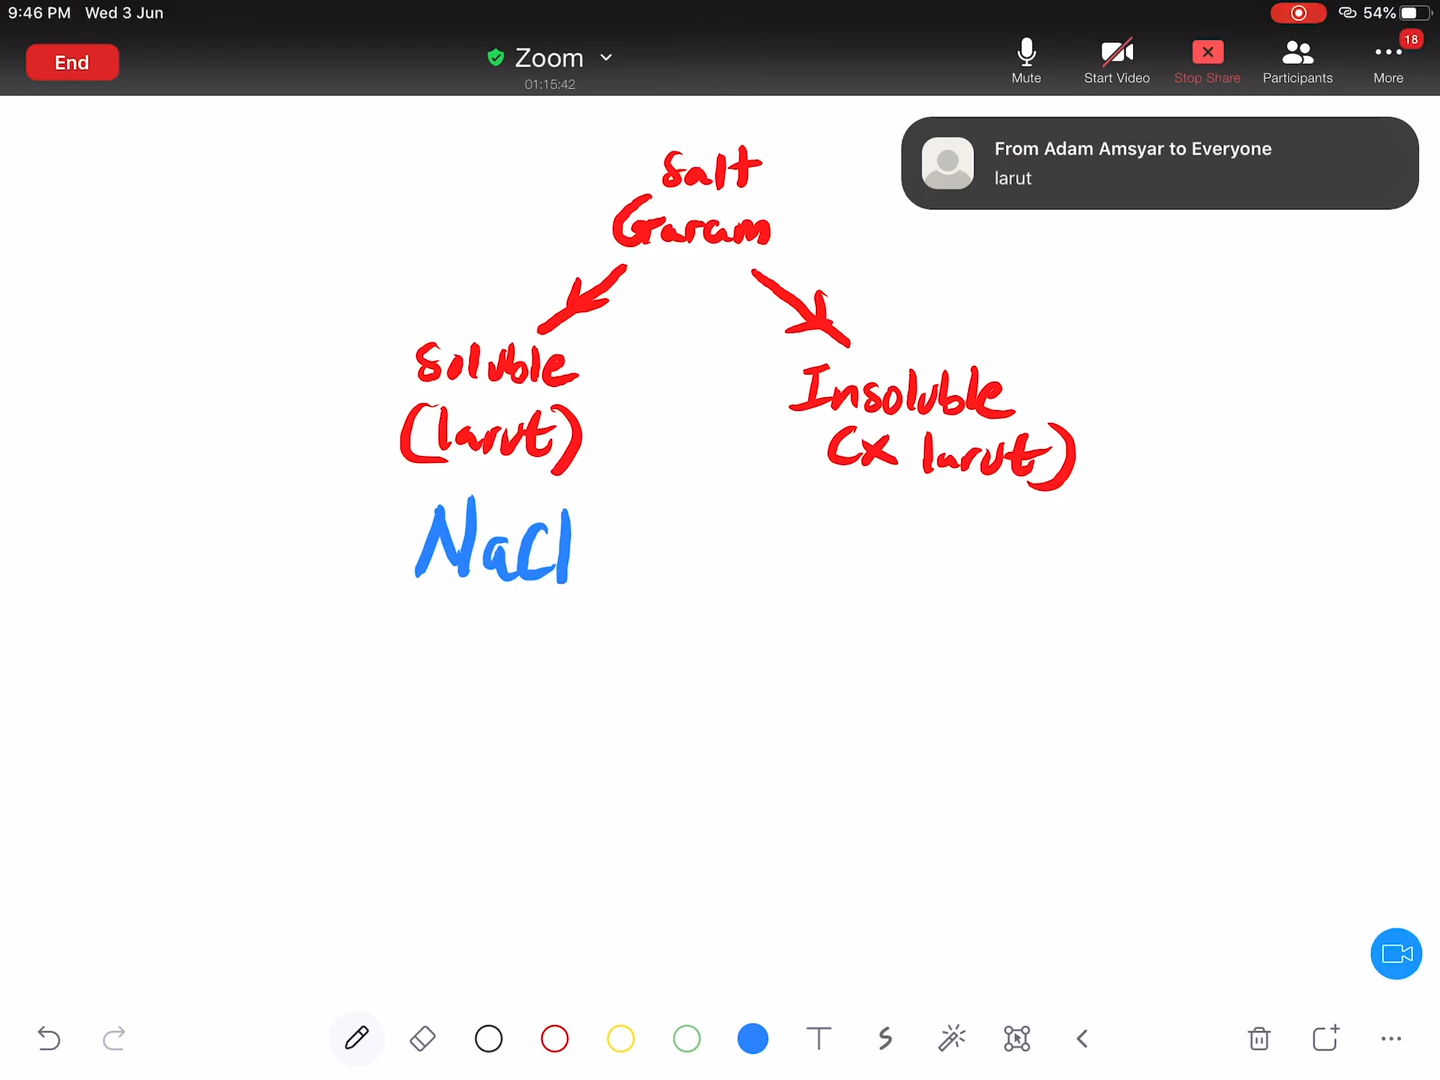 9:46 PM Wed 3 Jun
54%
End
Zoom
01:15:42
Mute
Start Video
Stop Share
Participants
18
More
From Adam Amsyar to Everyone
larut
Salt
Garam
Soluble
(larut)
Insoluble
(x larut)
NaCl
T